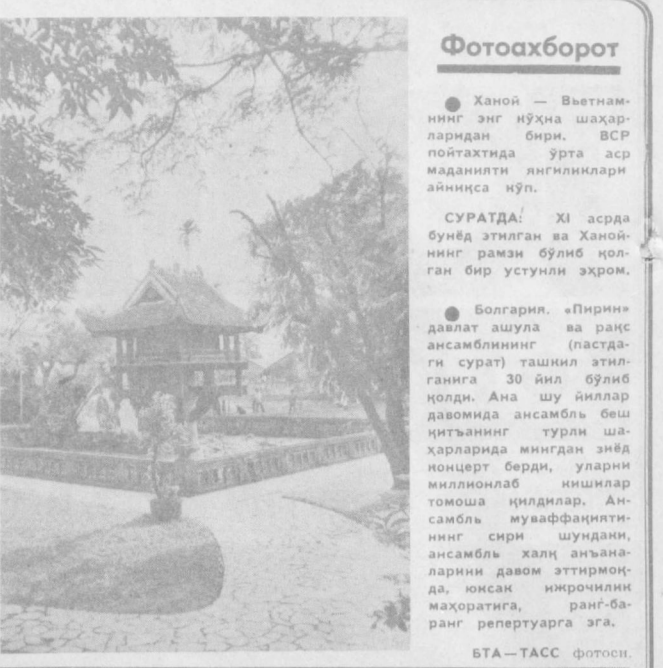 Фотоахборот
● Ханой — Вьетнам-
нинг энг кўҳна шаҳар-
ларидан бири. ВСР
пойтахтида ўрта аср
маданияти янгиликлари
айниқса кўп.
СУРАТДА: XI асрда
бунёд этилган ва Ханой-
нинг рамзи бўлиб қол-
ган бир устунли эҳром.
● Болгария. «Пирин»
давлат ашула ва рақс
ансамблининг (пастда-
ги сурат) ташкил этил-
ганига 30 йил бўлиб
қолди. Ана шу йиллар
давомида ансамбль беш
қитъанинг турли ша-
ҳарларида мингдан зиёд
концерт берди, уларни
миллионлаб кишилар
томоша қилдилар. Ан-
самбль муваффақияти-
нинг сири шундаки,
ансамбль халқ анъана-
ларини давом эттирмоқ-
да, юксак ижрочилик
маҳоратига, ранг-ба-
ранг репертуарга эга.
БТА—ТАСС фотоси.